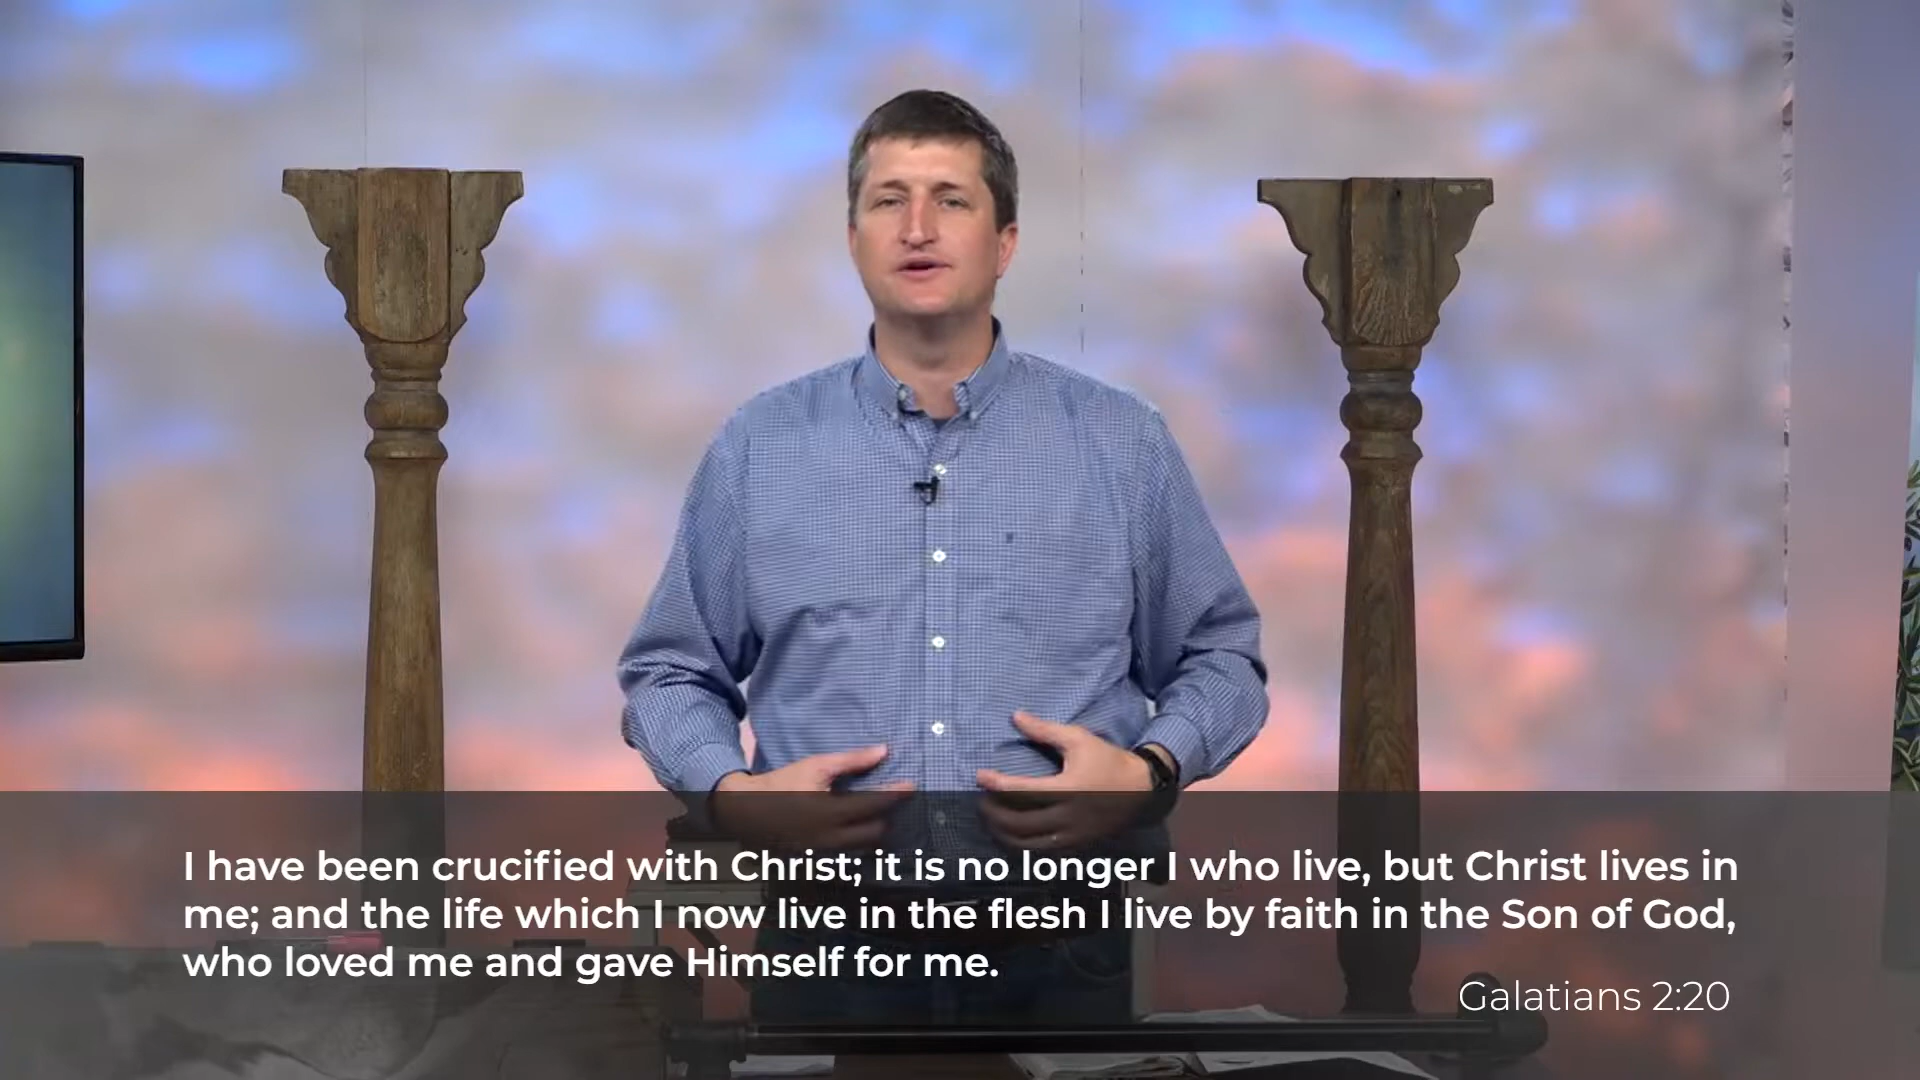 I have been crucified with Christ; it is no longer I who live, but Christ lives in
me; and the life which I now live in the flesh I live by faith in the Son of God,
who loved me and gave Himself for me.
Galatians 2:20